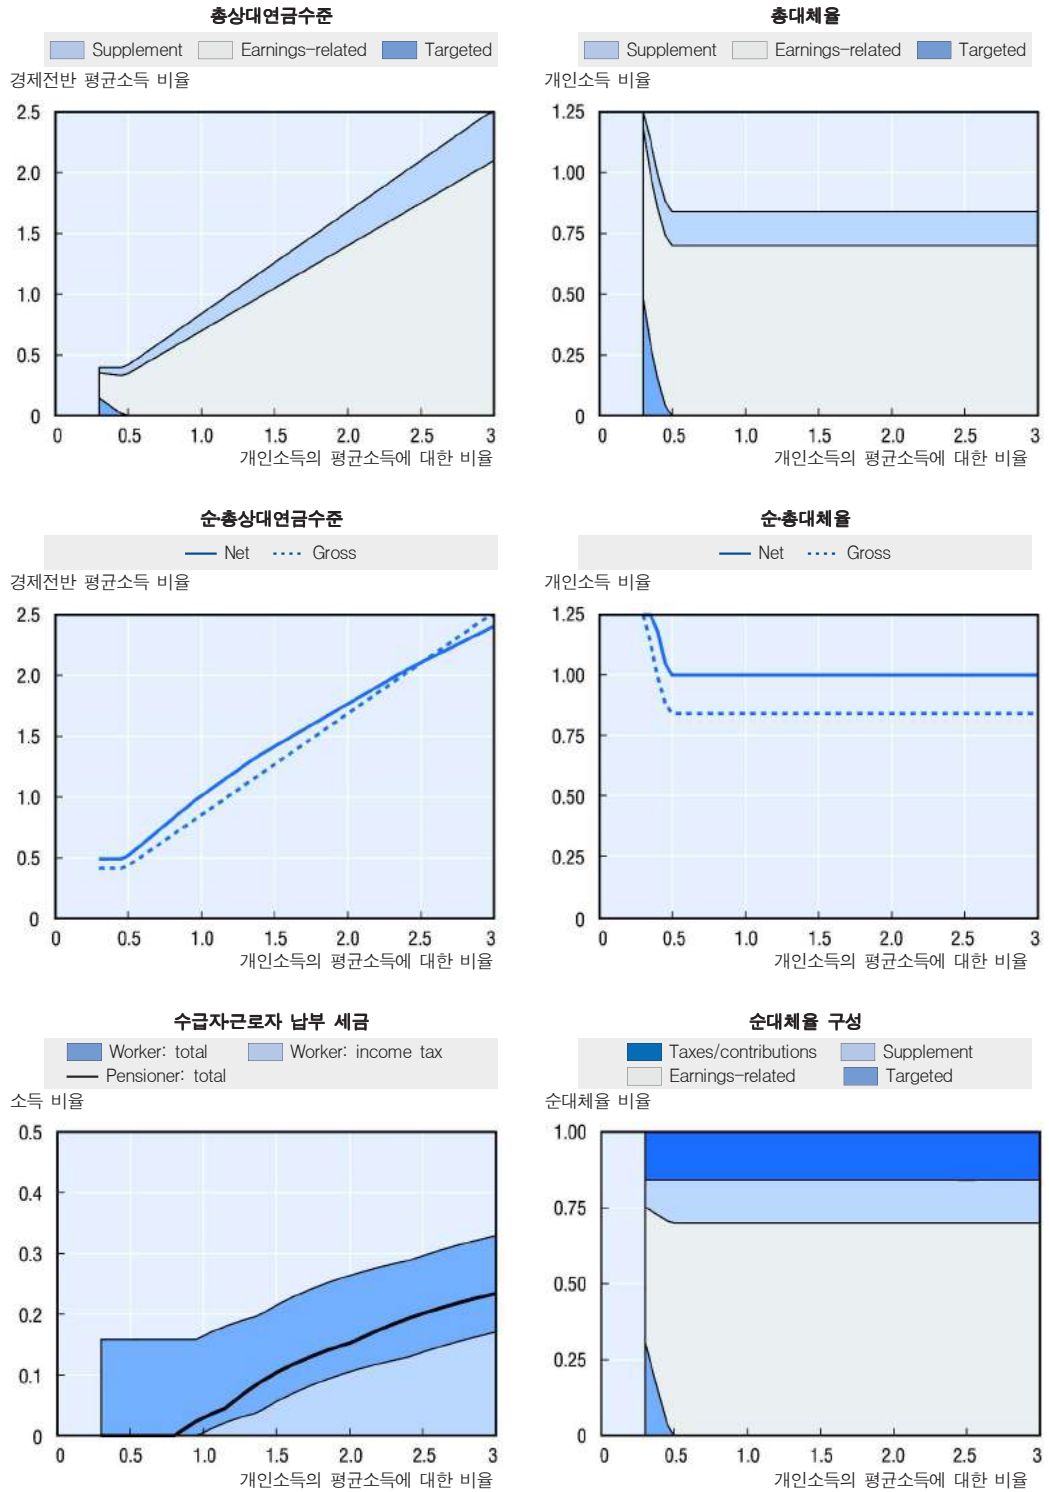 총상대연금수준
Supplement Earnings-related Targeted
경제전반 평균소득 비율
2.5
2.0
1.5
1.0
0.5
0
0 0.5 1.0 1.5 2.0 2.5 3
개인소득의 평균소득에 대한 비율
총대체율
Supplement Earnings-related Targeted
개인소득 비율
1.25
1.00
0.75
0.50
0.25
0
0 0.5 1.0 1.5 2.0 2.5 3
개인소득의 평균소득에 대한 비율
순·총상대연금수준
Net Gross
경제전반 평균소득 비율
2.5
2.0
1.5
1.0
0.5
0
0 0.5 1.0 1.5 2.0 2.5 3
개인소득의 평균소득에 대한 비율
순·총대체율
Net Gross
개인소득 비율
1.25
1.00
0.75
0.50
0.25
0
0 0.5 1.0 1.5 2.0 2.5 3
개인소득의 평균소득에 대한 비율
수급자·근로자 납부 세금
Worker: total Worker: income tax
Pensioner: total
소득 비율
0.5
0.4
0.3
0.2
0.1
0
0 0.5 1.0 1.5 2.0 2.5 3
개인소득의 평균소득에 대한 비율
순대체율 구성
Taxes/contributions Supplement
Earnings-related Targeted
순대체율 비율
1.00
0.75
0.50
0.25
0
0 0.5 1.0 1.5 2.0 2.5 3
개인소득의 평균소득에 대한 비율